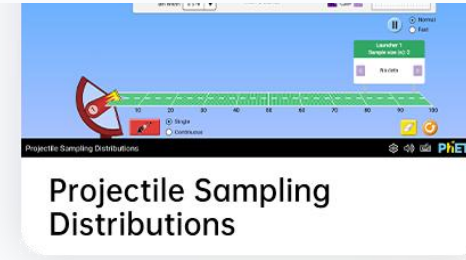 Normal
Fast
Launcher 1
Sample size (n): 2
No data
10 20 30 40 50 60 70 80 90 100
Single
Continuous
Projectile Sampling Distributions
PhET
Projectile Sampling
Distributions